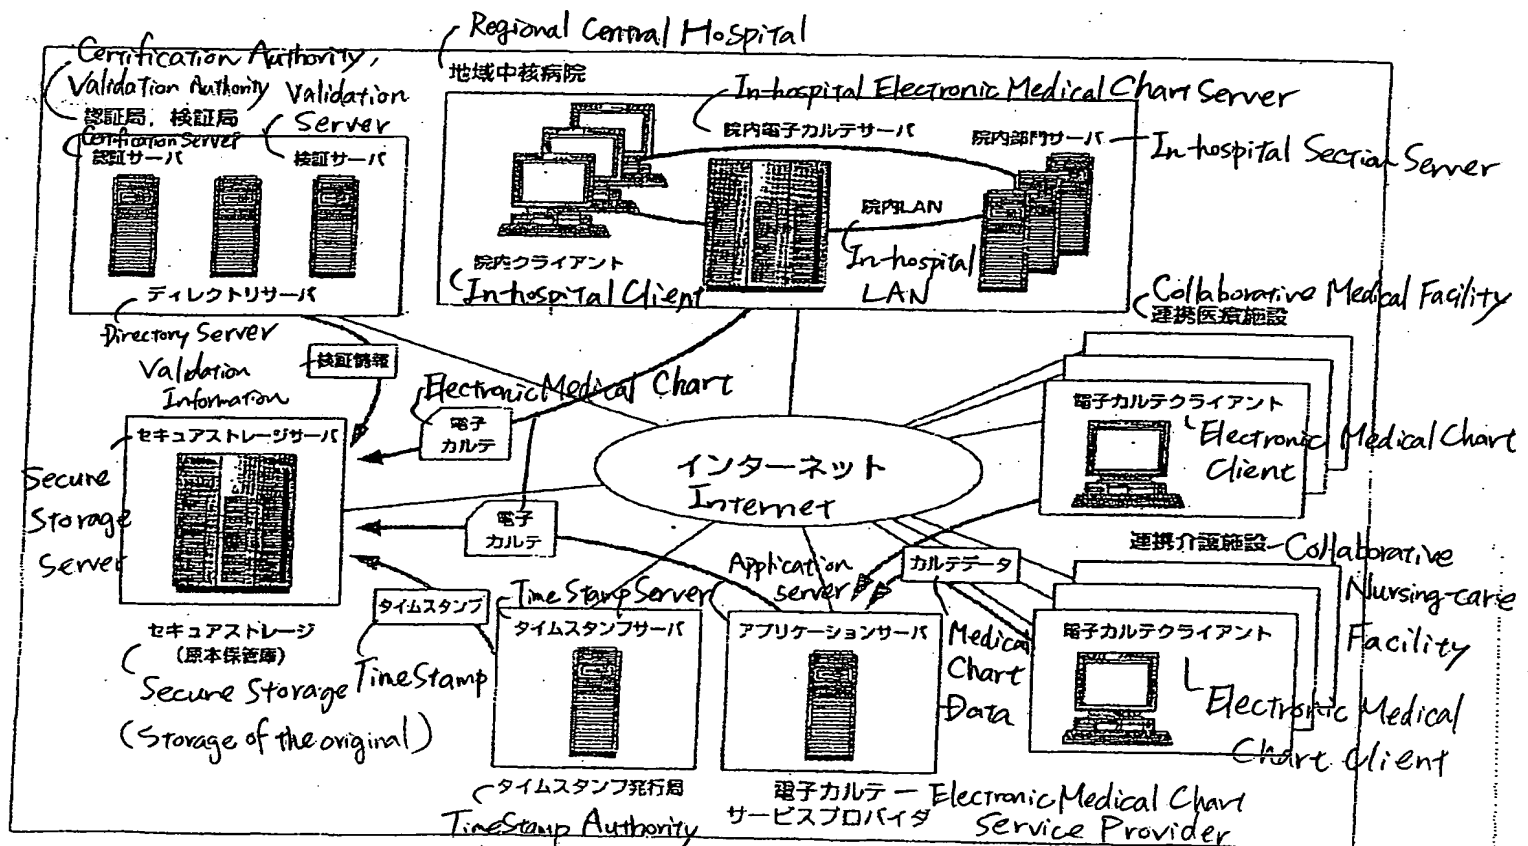 Regional Central Hospital
地域中核病院
Certification Authority,
Validation Authority
認証局，検証局
Validation
Server
Certification Server
認証サーバ
検証サーバ
ディレクトリサーバ
Directory Server
In-hospital Electronic Medical Chart Server
院内電子カルテサーバ
院内部門サーバ
In-hospital Section Server
院内LAN
In-hospital
LAN
院内クライアント
In-hospital Client
Collaborative Medical Facility
連携医療施設
検証情報
Validation
Information
Electronic Medical Chart
電子
カルテ
電子カルテクライアント
Electronic Medical Chart
Client
セキュアストレージサーバ
Secure
Storage
Server
インターネット
Internet
電子
カルテ
連携介護施設
Collaborative
Nursing-care
Facility
Application
server
カルテデータ
タイムスタンプ
TimeStamp
Time Stamp Server
タイムスタンプサーバ
アプリケーションサーバ
Medical
Chart
Data
電子カルテクライアント
Electronic Medical
Chart Client
セキュアストレージ
（原本保管庫）
Secure Storage
(Storage of the original)
タイムスタンプ発行局
TimeStamp Authority
電子カルテ
サービスプロバイダ
Electronic Medical Chart
Service Provider